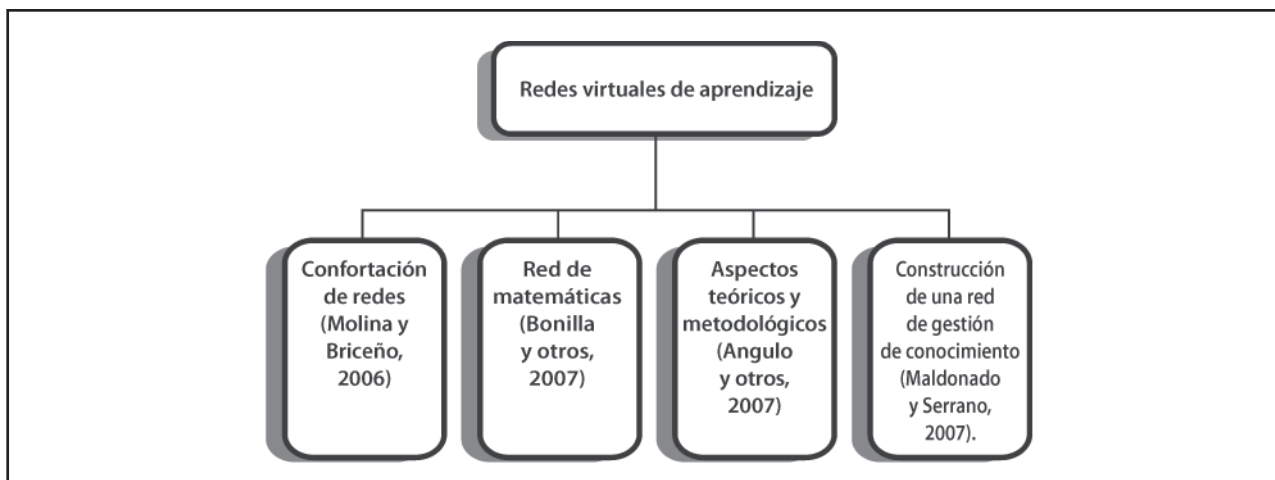 Redes virtuales de aprendizaje
Confortación
de redes
(Molina y
Briceño,
2006)
Red de
matemáticas
(Bonilla
y otros,
2007)
Aspectos
teóricos y
metodológicos
(Angulo
y otros,
2007)
Construcción
de una red
de gestión
de conocimiento
(Maldonado
y Serrano,
2007).